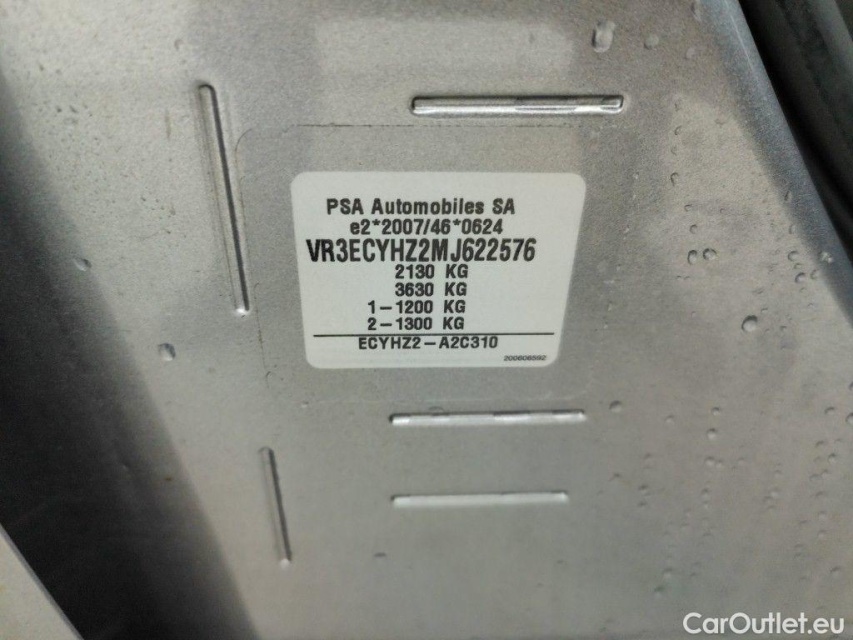 PSA Automobiles SA
e2*2007/46*0624
VR3ECYHZ2MJ622576
2130 KG
3630 KG
1-1200 KG
2-1300 KG
ECYHZ2-A2C310
200606592
CarOutlet.eu